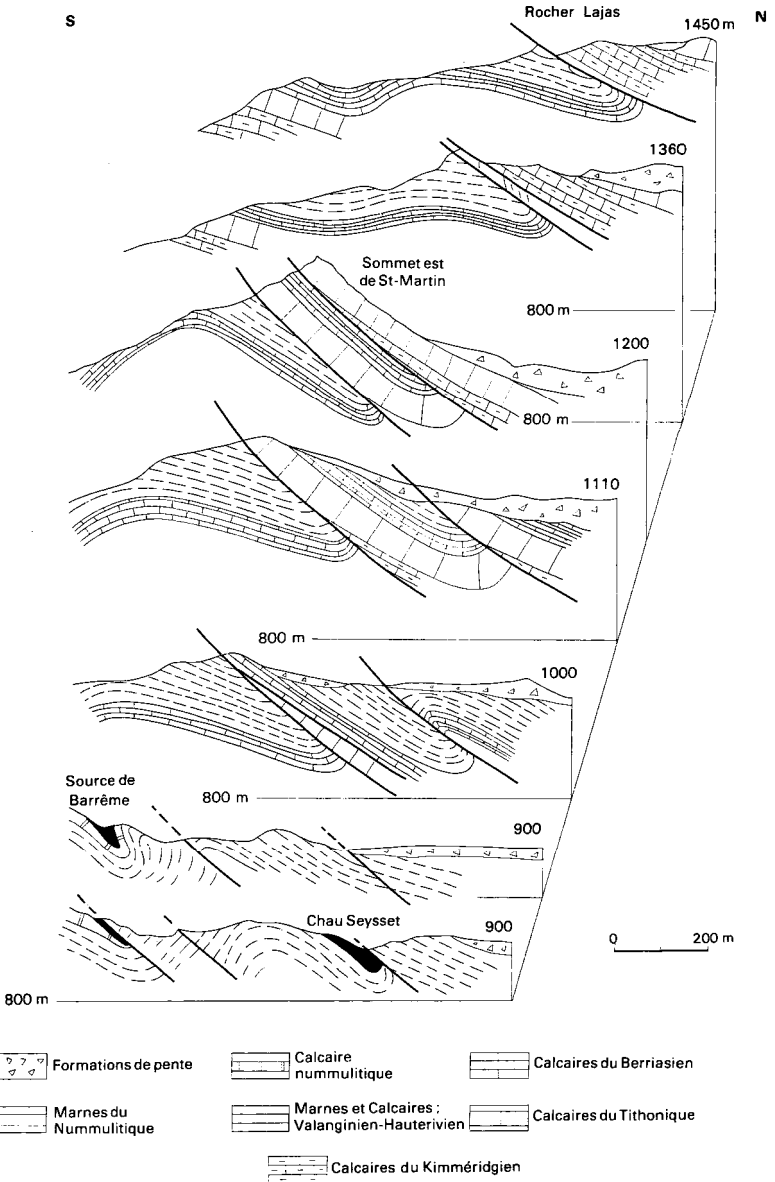 S
N
Rocher Lajas
1450 m
1360
Sommet est
de St-Martin
800 m
1200
800 m
1110
800 m
1000
Source de
Barrême
800 m
900
Chau Seysset
900
0 200 m
800 m
Formations de pente
Calcaire
nummulitique
Calcaires du Berriasien
Marnes du
Nummulitique
Marnes et Calcaires ;
Valanginien-Hauterivien
Calcaires du Tithonique
Calcaires du Kimméridgien